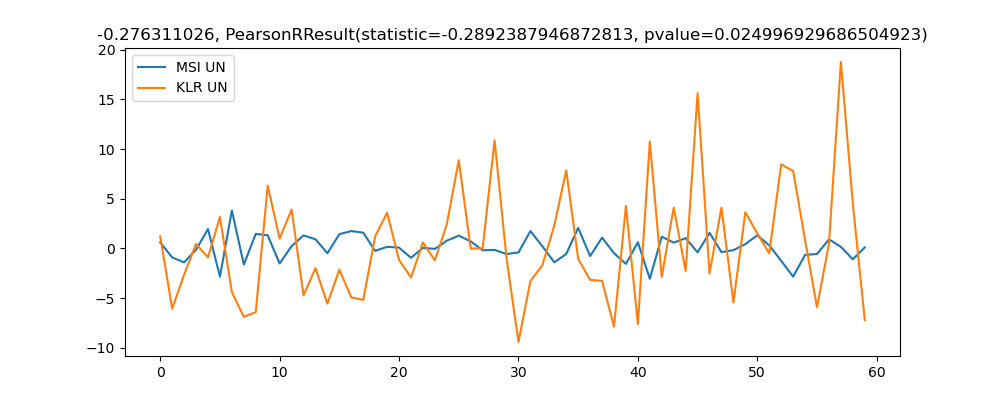 -0.276311026, PearsonRResult(statistic=-0.2892387946872813, pvalue=0.024996929686504923)
20
15
10
5
0
−5
−10
MSI UN
KLR UN
0 10 20 30 40 50 60